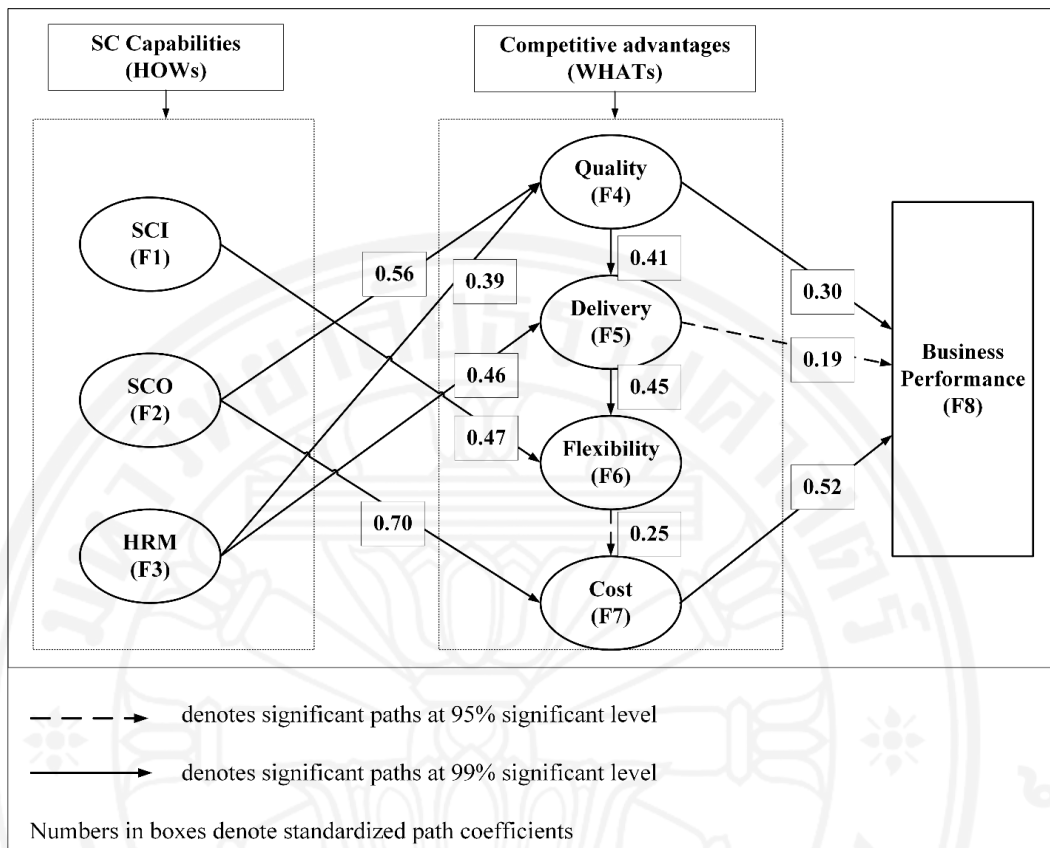 SC Capabilities
(HOWs)
Competitive advantages
(WHATs)
SCI
(F1)
SCO
(F2)
HRM
(F3)
0.56
0.39
0.46
0.47
0.70
Quality
(F4)
0.41
Delivery
(F5)
0.45
Flexibility
(F6)
0.25
Cost
(F7)
0.30
0.19
0.52
Business
Performance
(F8)
denotes significant paths at 95% significant level
denotes significant paths at 99% significant level
Numbers in boxes denote standardized path coefficients